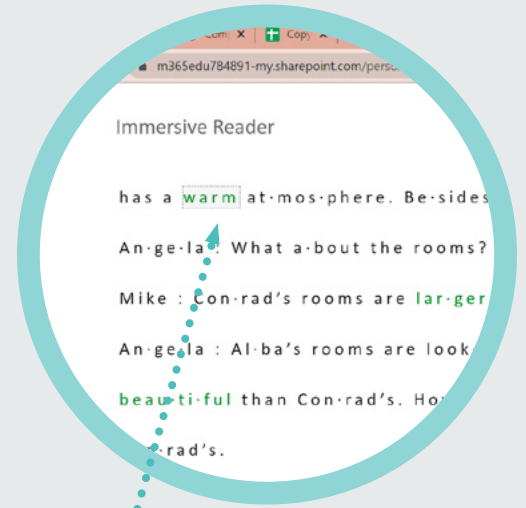 Copy
m365edu784891-my.sharepoint.com/perso
Immersive Reader
has a warm at·mos·phere. Be·sides
An·ge·la : What a·bout the rooms?
Mike : Con·rad's rooms are lar·ger
An·ge·la : Al·ba's rooms are look
beau·ti·ful than Con·rad's. Ho
rad's.